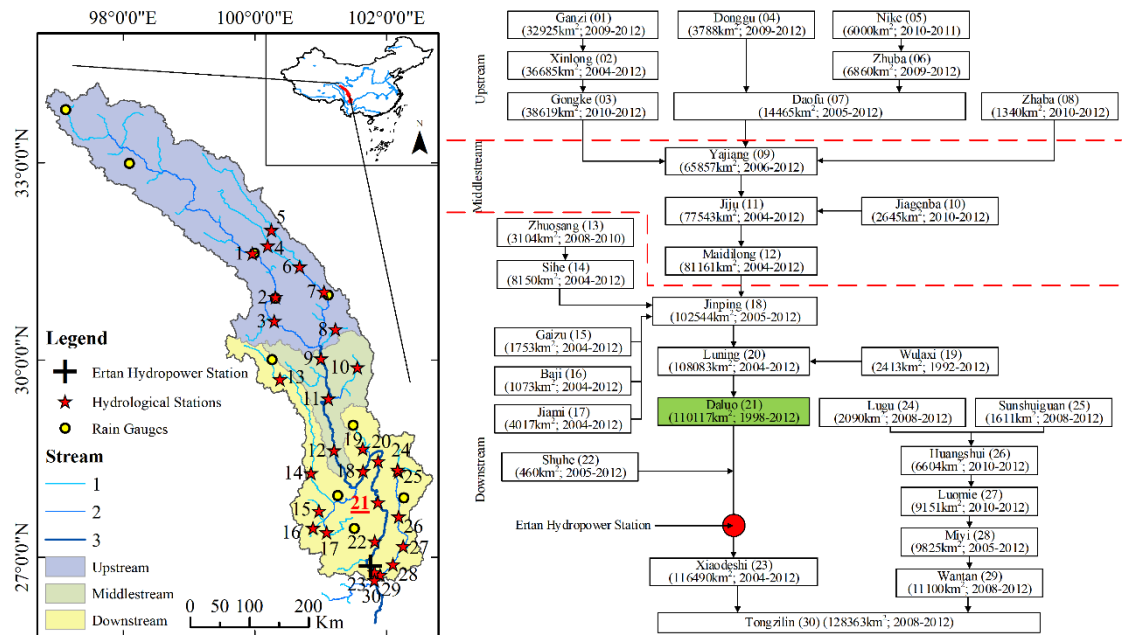 98°0'0"E
100°0'0"E
102°0'0"E
33°0'0"N
30°0'0"N
27°0'0"N
N
1
2
3
4
5
6
7
8
9
10
11
12
13
14
15
16
17
18
19
20
21
22
23
24
25
26
27
28
29
30
Legend
Ertan Hydropower Station
Hydrological Stations
Rain Gauges
Stream
1
2
3
Upstream
Middlestream
Downstream
0 50 100 200
Km
Upstream
Middlestream
Downstream
Ganzi (01)
(32925km²; 2009-2012)
Donggu (04)
(3788km²; 2009-2012)
Nike (05)
(6000km²; 2010-2011)
Xinlong (02)
(36685km²; 2004-2012)
Zhuba (06)
(6860km²; 2009-2012)
Gongke (03)
(38619km²; 2010-2012)
Daofu (07)
(14465km²; 2005-2012)
Zhaba (08)
(1340km²; 2010-2012)
Yajiang (09)
(65857km²; 2006-2012)
Jiju (11)
(77543km²; 2004-2012)
Jiagenba (10)
(2645km²; 2010-2012)
Zhuosang (13)
(3104km²; 2008-2010)
Maidilong (12)
(81161km²; 2004-2012)
Sihe (14)
(8150km²; 2004-2012)
Jinping (18)
(102544km²; 2005-2012)
Gaizu (15)
(1753km²; 2004-2012)
Luning (20)
(108083km²; 2004-2012)
Wulaxi (19)
(2413km²; 1992-2012)
Baji (16)
(1073km²; 2004-2012)
Jiami (17)
(4017km²; 2004-2012)
Daluo (21)
(110117km²; 1998-2012)
Lugu (24)
(2090km²; 2008-2012)
Sunshuiguan (25)
(1611km²; 2008-2012)
Shuhe (22)
(460km²; 2005-2012)
Huangshui (26)
(6604km²; 2010-2012)
Luomie (27)
(9151km²; 2010-2012)
Ertan Hydropower Station
Miyi (28)
(9825km²; 2005-2012)
Xiaodeshi (23)
(116490km²; 2004-2012)
Wantan (29)
(11100km²; 2008-2012)
Tongzilin (30) (128363km²; 2008-2012)